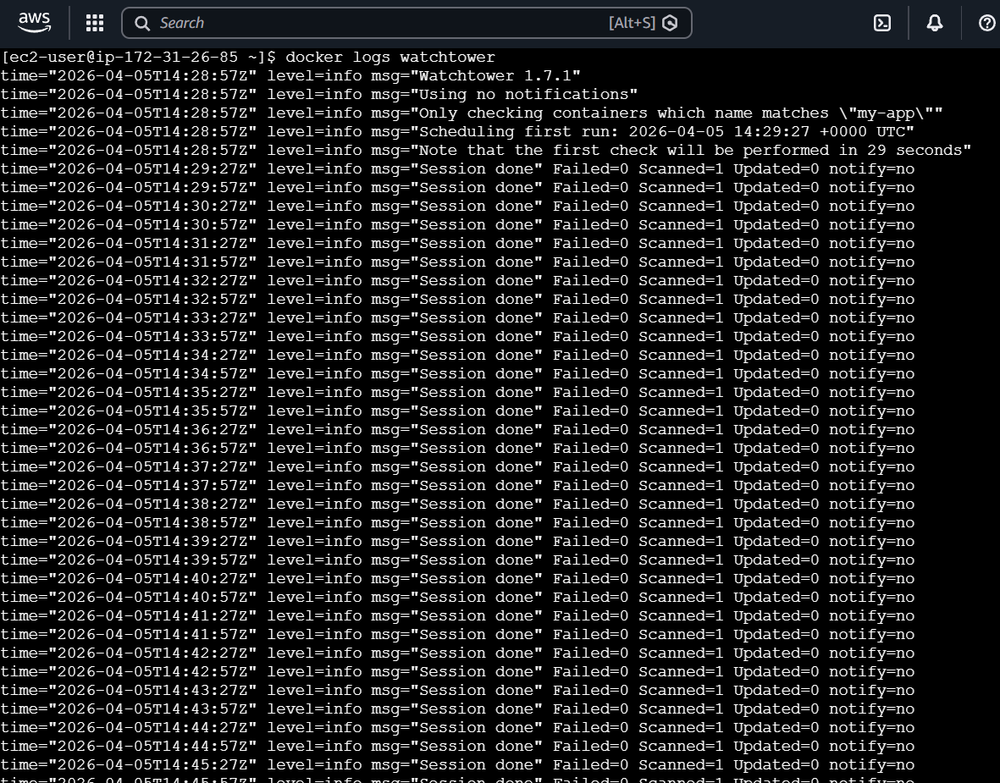 aws
Search [Alt+S]
[ec2-user@ip-172-31-26-85 ~]$ docker logs watchtower
time="2026-04-05T14:28:57Z" level=info msg="Watchtower 1.7.1"
time="2026-04-05T14:28:57Z" level=info msg="Using no notifications"
time="2026-04-05T14:28:57Z" level=info msg="Only checking containers which name matches \"my-app\""
time="2026-04-05T14:28:57Z" level=info msg="Scheduling first run: 2026-04-05 14:29:27 +0000 UTC"
time="2026-04-05T14:28:57Z" level=info msg="Note that the first check will be performed in 29 seconds"
time="2026-04-05T14:29:27Z" level=info msg="Session done" Failed=0 Scanned=1 Updated=0 notify=no
time="2026-04-05T14:29:57Z" level=info msg="Session done" Failed=0 Scanned=1 Updated=0 notify=no
time="2026-04-05T14:30:27Z" level=info msg="Session done" Failed=0 Scanned=1 Updated=0 notify=no
time="2026-04-05T14:30:57Z" level=info msg="Session done" Failed=0 Scanned=1 Updated=0 notify=no
time="2026-04-05T14:31:27Z" level=info msg="Session done" Failed=0 Scanned=1 Updated=0 notify=no
time="2026-04-05T14:31:57Z" level=info msg="Session done" Failed=0 Scanned=1 Updated=0 notify=no
time="2026-04-05T14:32:27Z" level=info msg="Session done" Failed=0 Scanned=1 Updated=0 notify=no
time="2026-04-05T14:32:57Z" level=info msg="Session done" Failed=0 Scanned=1 Updated=0 notify=no
time="2026-04-05T14:33:27Z" level=info msg="Session done" Failed=0 Scanned=1 Updated=0 notify=no
time="2026-04-05T14:33:57Z" level=info msg="Session done" Failed=0 Scanned=1 Updated=0 notify=no
time="2026-04-05T14:34:27Z" level=info msg="Session done" Failed=0 Scanned=1 Updated=0 notify=no
time="2026-04-05T14:34:57Z" level=info msg="Session done" Failed=0 Scanned=1 Updated=0 notify=no
time="2026-04-05T14:35:27Z" level=info msg="Session done" Failed=0 Scanned=1 Updated=0 notify=no
time="2026-04-05T14:35:57Z" level=info msg="Session done" Failed=0 Scanned=1 Updated=0 notify=no
time="2026-04-05T14:36:27Z" level=info msg="Session done" Failed=0 Scanned=1 Updated=0 notify=no
time="2026-04-05T14:36:57Z" level=info msg="Session done" Failed=0 Scanned=1 Updated=0 notify=no
time="2026-04-05T14:37:27Z" level=info msg="Session done" Failed=0 Scanned=1 Updated=0 notify=no
time="2026-04-05T14:37:57Z" level=info msg="Session done" Failed=0 Scanned=1 Updated=0 notify=no
time="2026-04-05T14:38:27Z" level=info msg="Session done" Failed=0 Scanned=1 Updated=0 notify=no
time="2026-04-05T14:38:57Z" level=info msg="Session done" Failed=0 Scanned=1 Updated=0 notify=no
time="2026-04-05T14:39:27Z" level=info msg="Session done" Failed=0 Scanned=1 Updated=0 notify=no
time="2026-04-05T14:39:57Z" level=info msg="Session done" Failed=0 Scanned=1 Updated=0 notify=no
time="2026-04-05T14:40:27Z" level=info msg="Session done" Failed=0 Scanned=1 Updated=0 notify=no
time="2026-04-05T14:40:57Z" level=info msg="Session done" Failed=0 Scanned=1 Updated=0 notify=no
time="2026-04-05T14:41:27Z" level=info msg="Session done" Failed=0 Scanned=1 Updated=0 notify=no
time="2026-04-05T14:41:57Z" level=info msg="Session done" Failed=0 Scanned=1 Updated=0 notify=no
time="2026-04-05T14:42:27Z" level=info msg="Session done" Failed=0 Scanned=1 Updated=0 notify=no
time="2026-04-05T14:42:57Z" level=info msg="Session done" Failed=0 Scanned=1 Updated=0 notify=no
time="2026-04-05T14:43:27Z" level=info msg="Session done" Failed=0 Scanned=1 Updated=0 notify=no
time="2026-04-05T14:43:57Z" level=info msg="Session done" Failed=0 Scanned=1 Updated=0 notify=no
time="2026-04-05T14:44:27Z" level=info msg="Session done" Failed=0 Scanned=1 Updated=0 notify=no
time="2026-04-05T14:44:57Z" level=info msg="Session done" Failed=0 Scanned=1 Updated=0 notify=no
time="2026-04-05T14:45:27Z" level=info msg="Session done" Failed=0 Scanned=1 Updated=0 notify=no